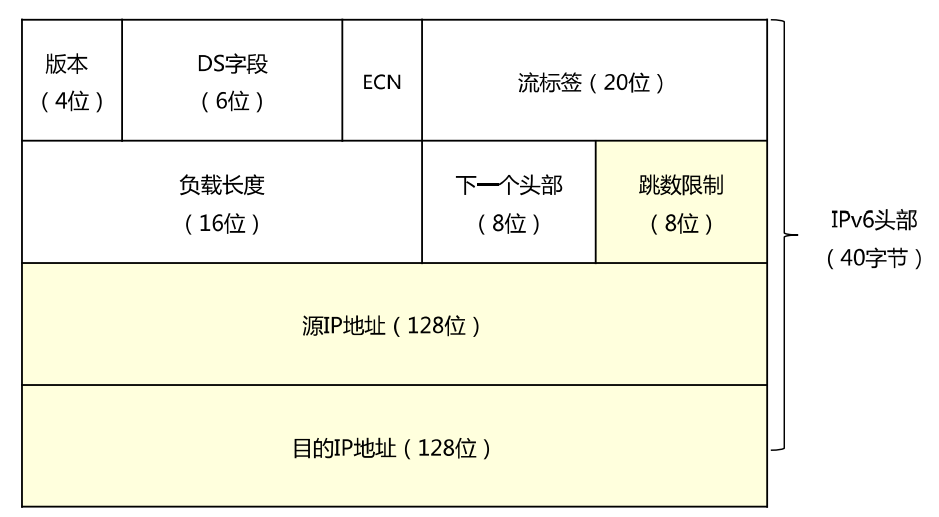 版本
（4位）
DS字段
（6位）
ECN
流标签（20位）
负载长度
（16位）
下一个头部
（8位）
跳数限制
（8位）
IPv6头部
（40字节）
源IP地址（128位）
目的IP地址（128位）